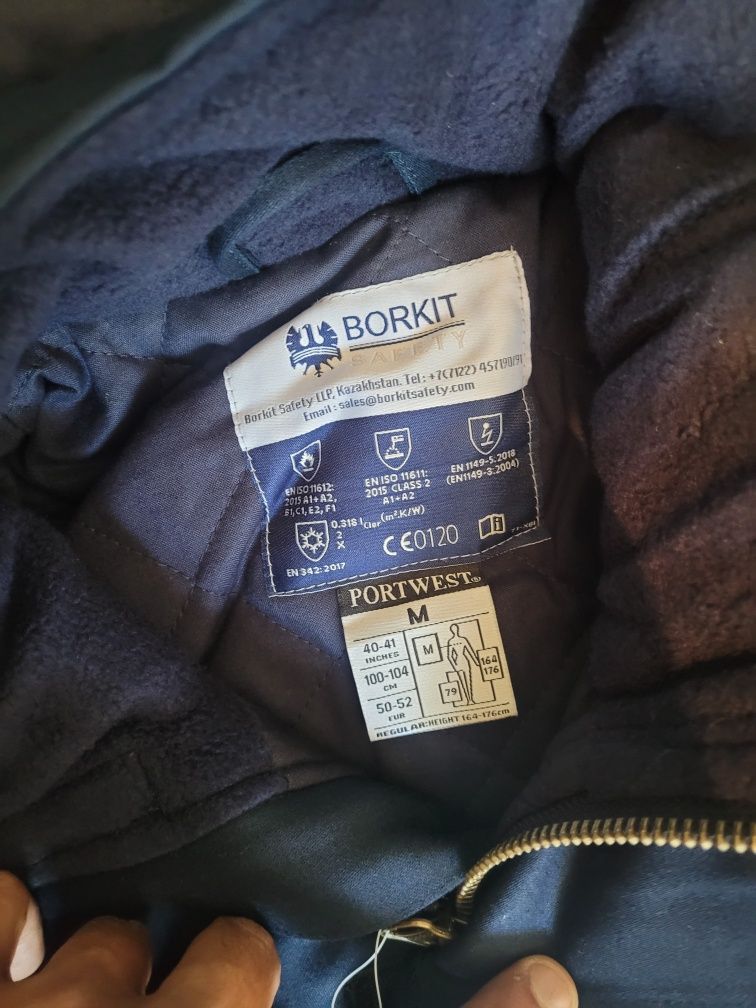 BORKIT
SAFETY
Borkit Safety LLP, Kazakhstan. Tel: +7(7122) 457190/91
Email: sales@borkitsafety.com
EN ISO 11612:
2015 A1+A2,
B1,C1, E2, F1
EN ISO 11611:
2015 CLASS 2
A1+A2
EN 1149-5:2018
(EN1149-3:2004)
0.318 Icler(m².K/W)
2
X
EN 342:2017
CE0120
i
PORTWEST®
M
40-41
INCHES
100-104
CM
50-52
EUR
M
164
176
79
REGULAR:HEIGHT 164-176cm